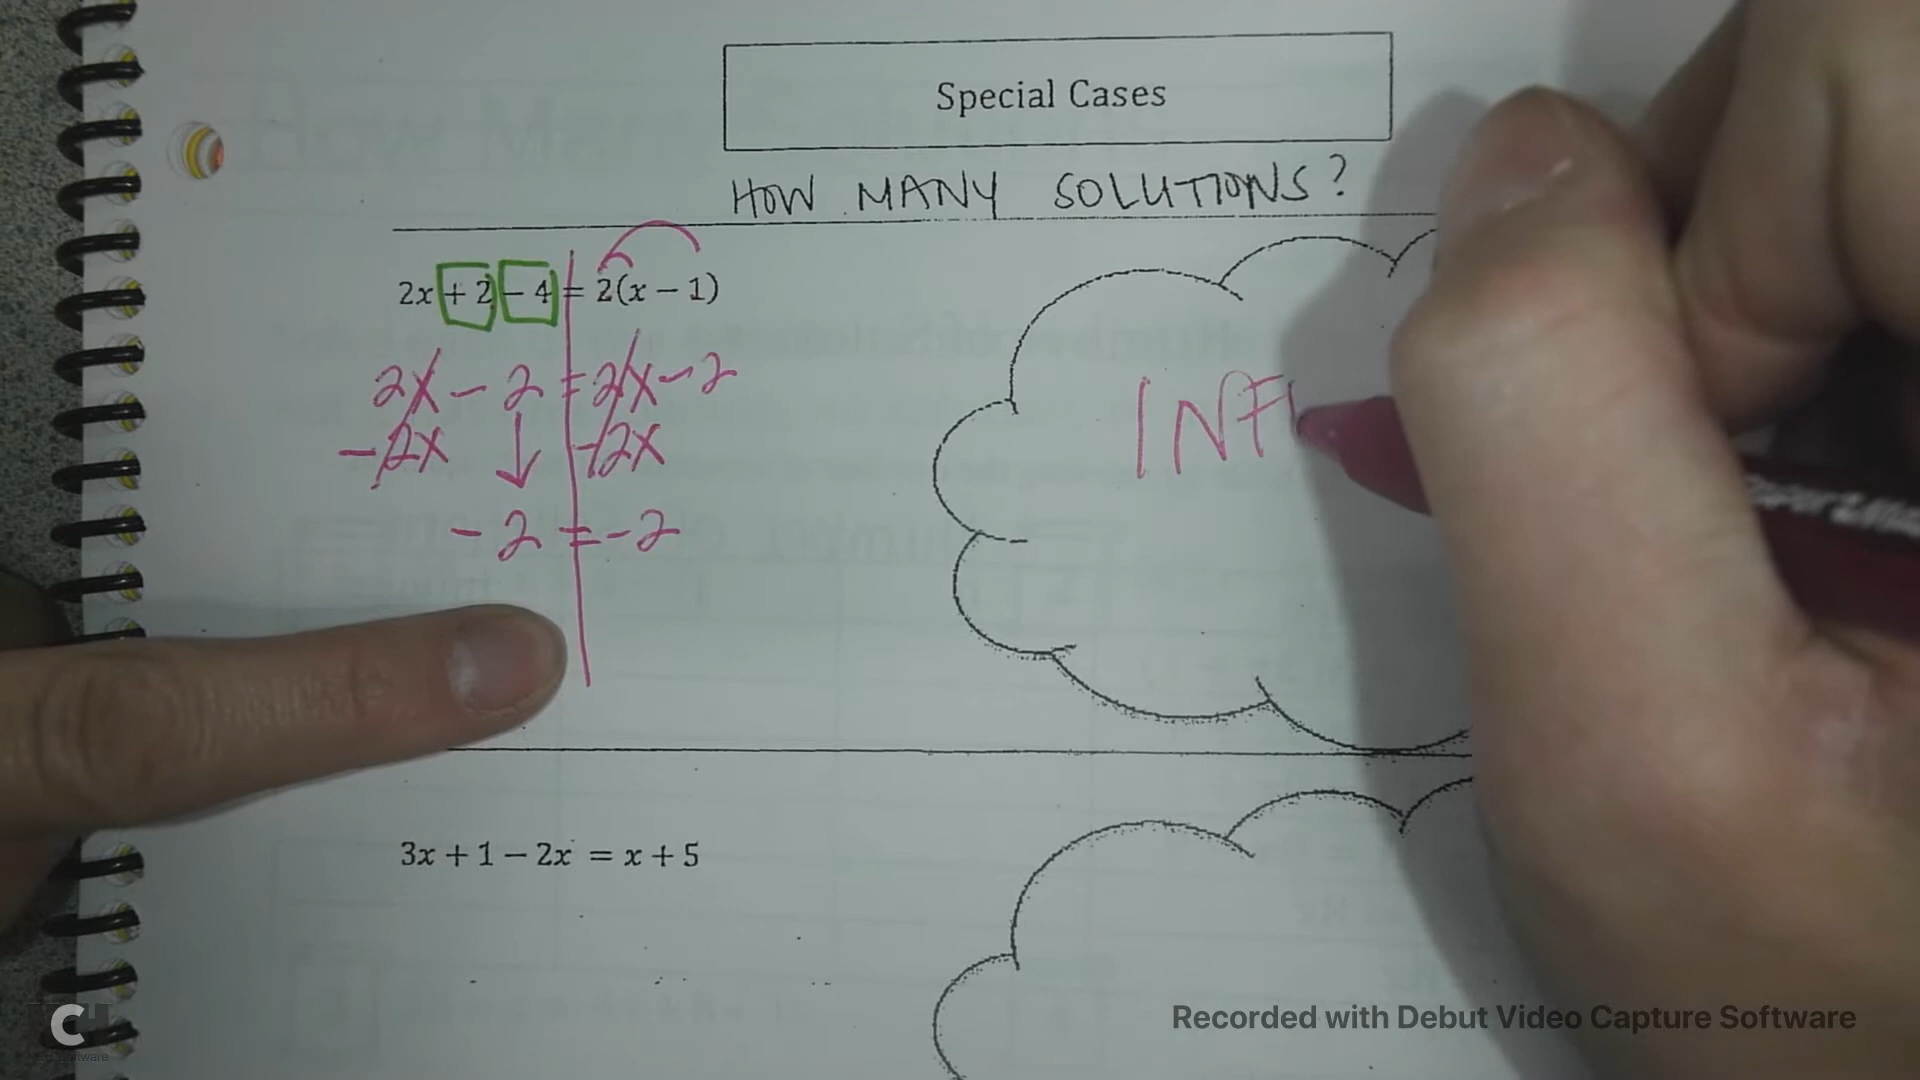 Special Cases
HOW MANY SOLUTIONS?
2x + 2 − 4 = 2(x − 1)
2x − 2 = 2x − 2
−2x −2x
−2 = −2
INFI
3x + 1 − 2x = x + 5
Recorded with Debut Video Capture Software